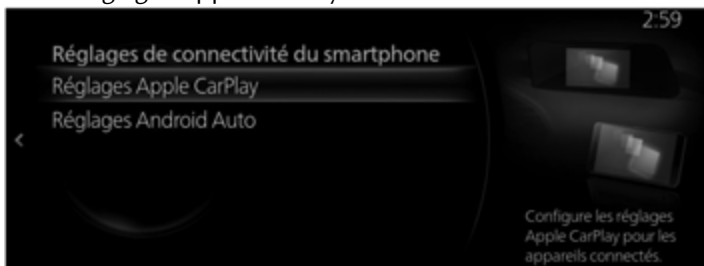 2:59
Réglages de connectivité du smartphone
Réglages Apple CarPlay
Réglages Android Auto
Configure les réglages
Apple CarPlay pour les
appareils connectés.